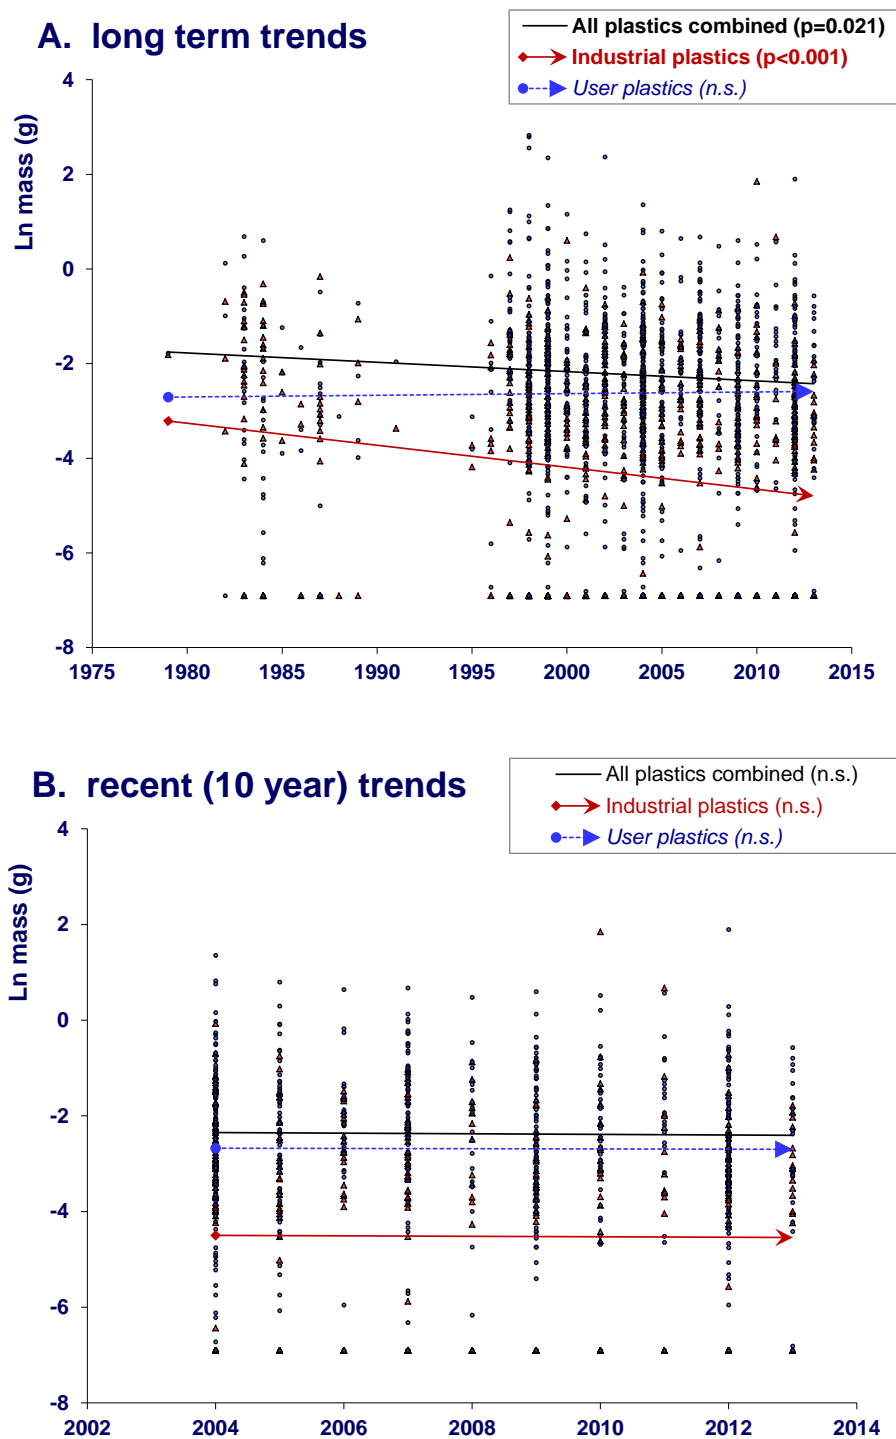 A. long term trends
All plastics combined (p=0.021)
Industrial plastics (p<0.001)
User plastics (n.s.)
Ln mass (g)
4
2
0
-2
-4
-6
-8
1975 1980 1985 1990 1995 2000 2005 2010 2015
B. recent (10 year) trends
All plastics combined (n.s.)
Industrial plastics (n.s.)
User plastics (n.s.)
Ln mass (g)
4
2
0
-2
-4
-6
-8
2002 2004 2006 2008 2010 2012 2014